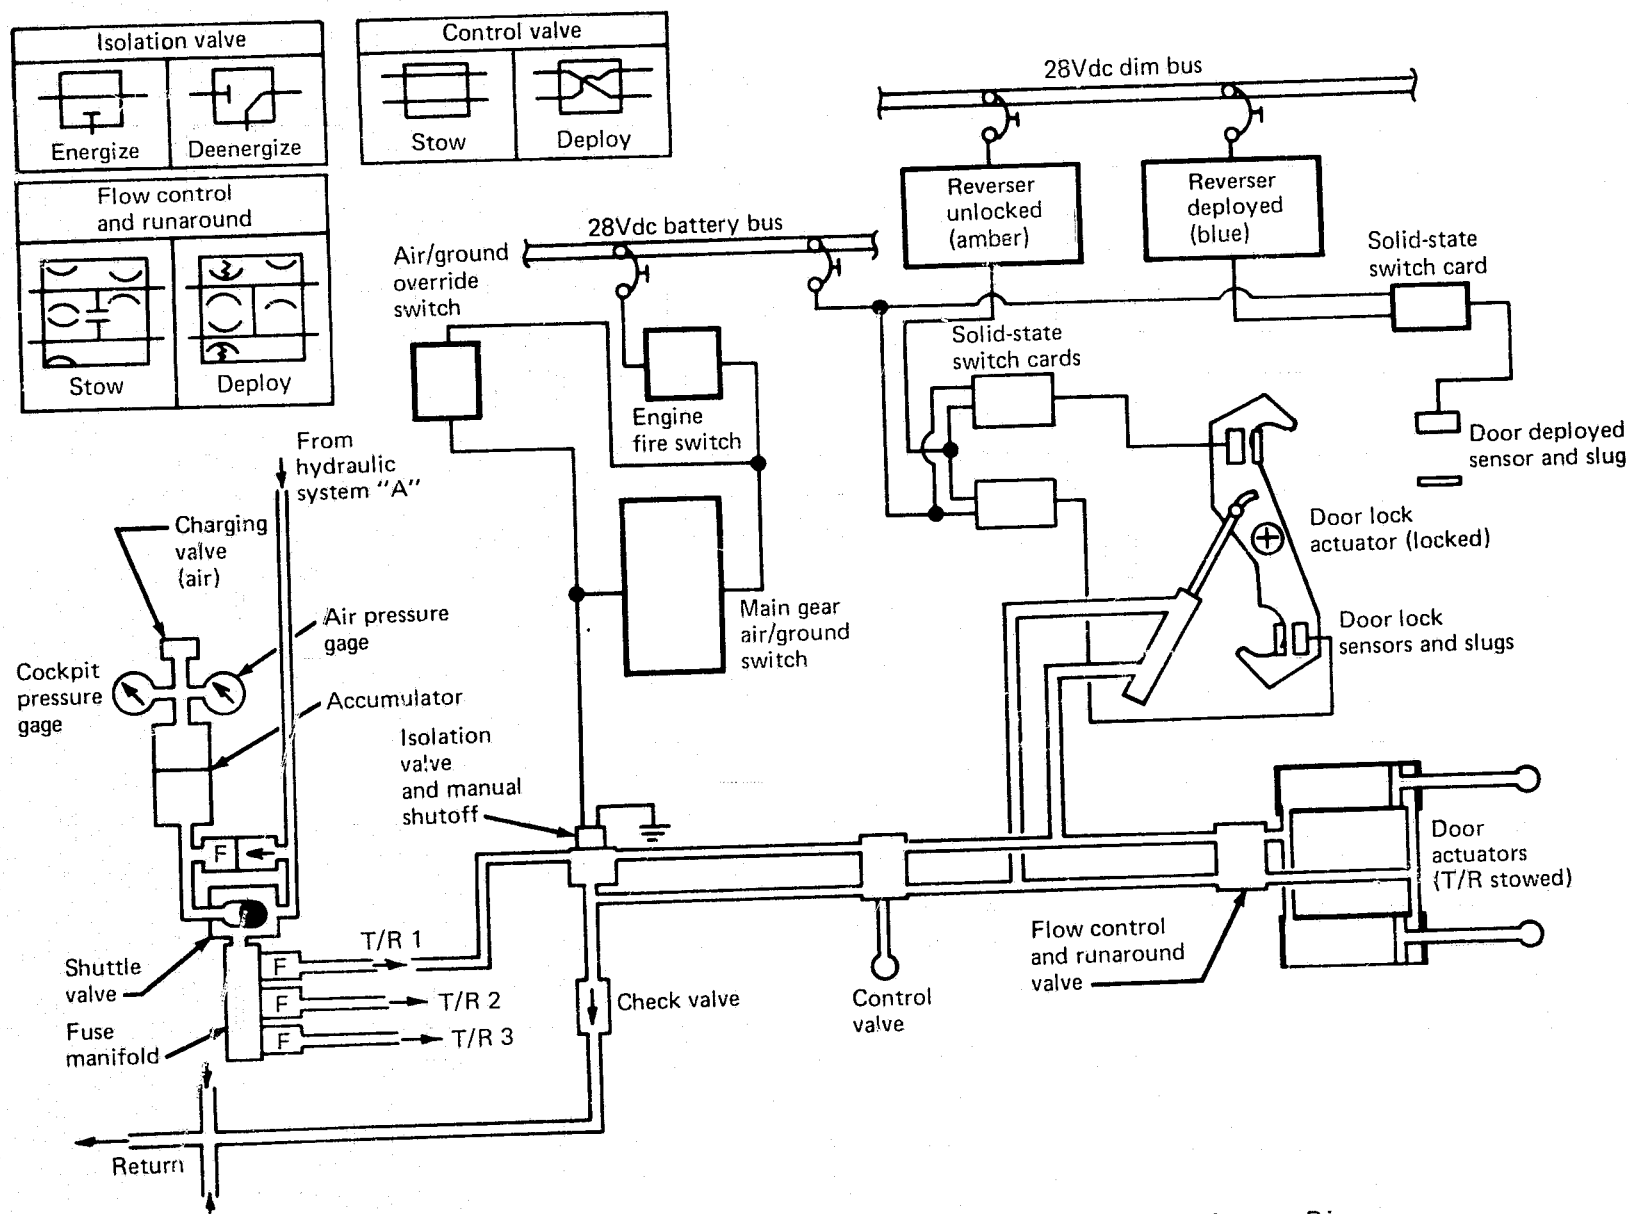 Isolation valve
Energize
Deenergize
Control valve
Stow
Deploy
Flow control
and runaround
Stow
Deploy
28Vdc dim bus
Reverser
unlocked
(amber)
Reverser
deployed
(blue)
28Vdc battery bus
Air/ground
override
switch
Solid-state
switch card
Engine
fire switch
Solid-state
switch cards
Door deployed
sensor and slug
From
hydraulic
system "A"
Charging
valve
(air)
Door lock
actuator (locked)
Main gear
air/ground
switch
Air pressure
gage
Door lock
sensors and slugs
Cockpit
pressure
gage
Accumulator
Isolation
valve
and manual
shutoff
F
Door
actuators
(T/R stowed)
Flow control
and runaround
valve
T/R 1
F
T/R 2
F
T/R 3
F
Shuttle
valve
Fuse
manifold
Check valve
Control
valve
Return